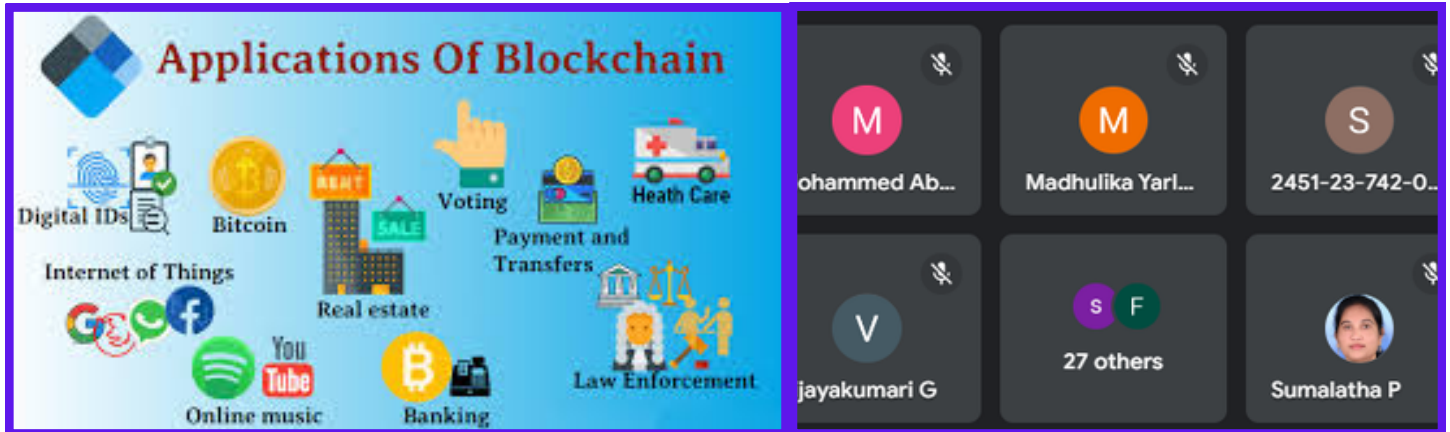 Applications Of Blockchain
RENT
SALE
Voting
Heath Care
Digital IDs
Bitcoin
Payment and
Transfers
Internet of Things
Real estate
G
f
You
Tube
Online music
B
Banking
Law Enforcement
M
M
S
ohammed Ab...
Madhulika Yarl...
2451-23-742-0...
V
S F
27 others
jayakumari G
Sumalatha P